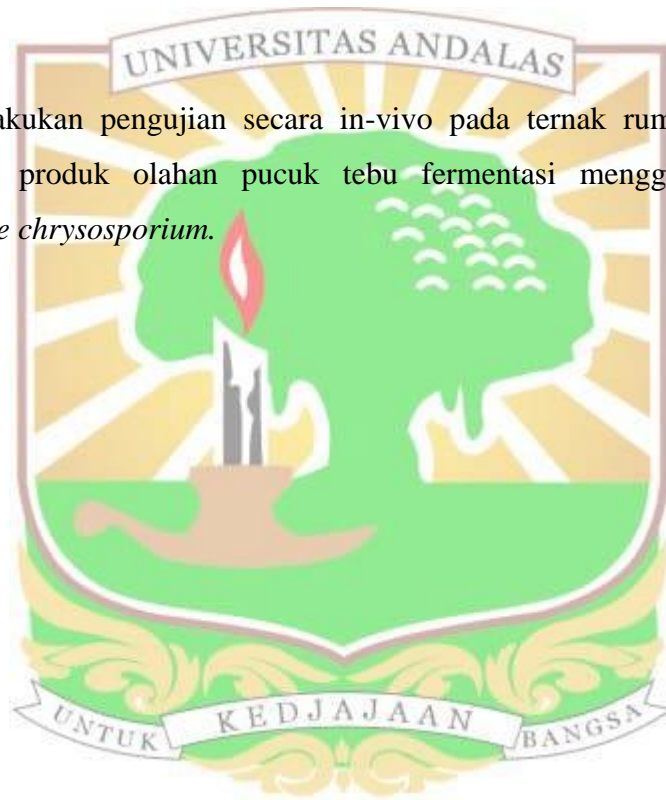 UNIVERSITAS ANDALAS
akukan pengujian secara in-vivo pada ternak rum
produk olahan pucuk tebu fermentasi mengg
e chrysosporium.
UNTUK KEDJAJAAN BANGSA